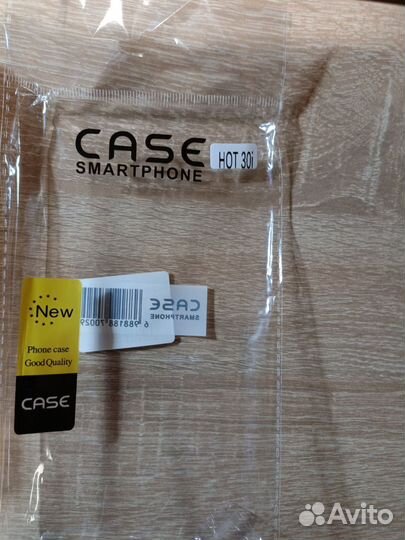 CASE
SMARTPHONE
HOT 30i
New
Phone case
Good Quality
CASE
CASE
SMARTPHONE
Avito